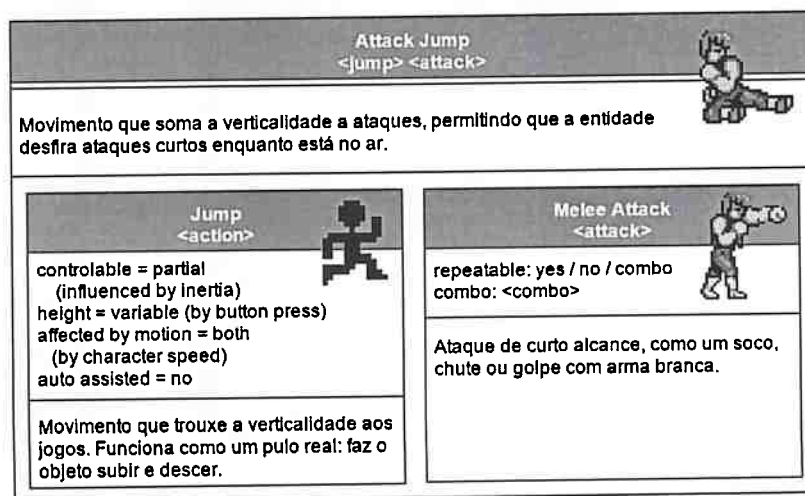 Attack Jump
<jump> <attack>
Movimento que soma a verticalidade a ataques, permitindo que a entidade
desfira ataques curtos enquanto está no ar.
Jump
<action>
controlable = partial
(influenced by inertia)
height = variable (by button press)
affected by motion = both
(by character speed)
auto assisted = no
Movimento que trouxe a verticalidade aos
jogos. Funciona como um pulo real: faz o
objeto subir e descer.
Melee Attack
<attack>
repeatable: yes / no / combo
combo: <combo>
Ataque de curto alcance, como um soco,
chute ou golpe com arma branca.